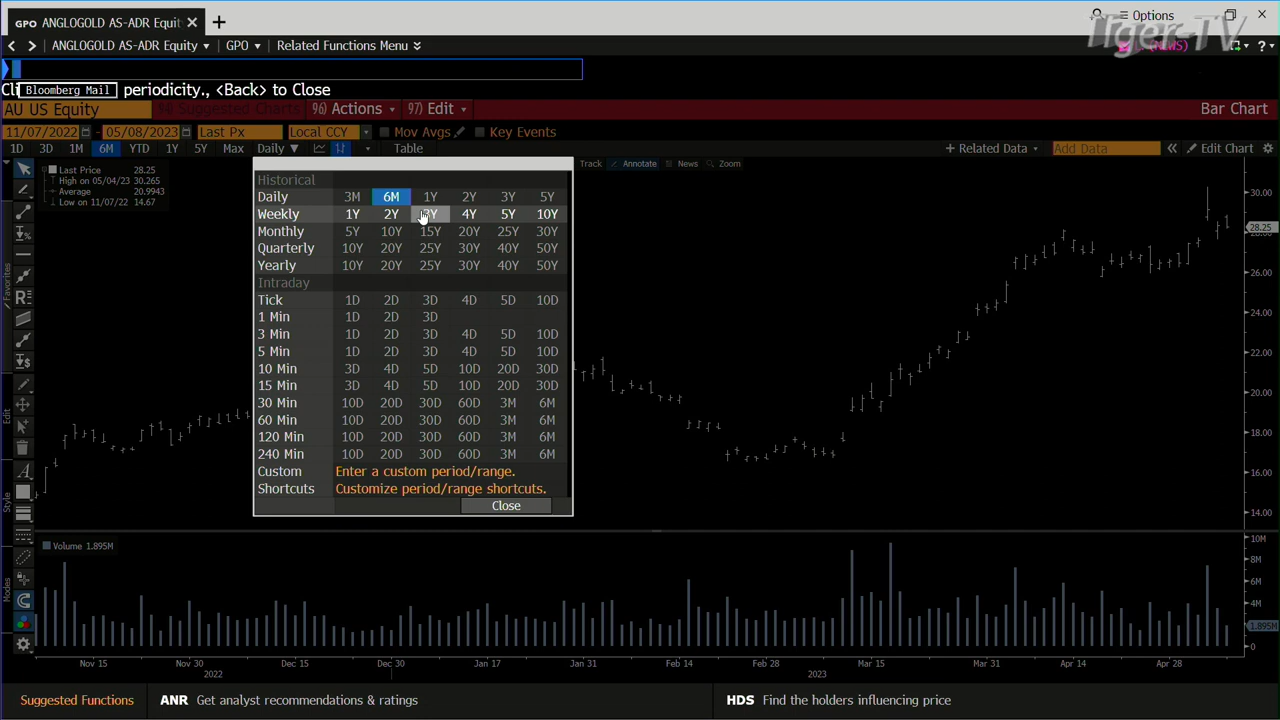 GPO ANGLOGOLD AS-ADR Equit × +
Options
Tiger-TV
< > ANGLOGOLD AS-ADR Equity GPO Related Functions Menu
Bloomberg Mail periodicity., <Back> to Close
AU US Equity 94) Suggested Charts 96) Actions 97) Edit Bar Chart
11/07/2022 - 05/08/2023 Last Px Local CCY Mov Avgs Key Events
1D 3D 1M 6M YTD 1Y 5Y Max Daily ▼ Table + Related Data Add Data « Edit Chart
Track Annotate News Zoom
Last Price 28.25
High on 05/04/23 30.265
Average 20.9943
Low on 11/07/22 14.67
Historical
Daily 3M 6M 1Y 2Y 3Y 5Y
Weekly 1Y 2Y 3Y 4Y 5Y 10Y
Monthly 5Y 10Y 15Y 20Y 25Y 30Y
Quarterly 10Y 20Y 25Y 30Y 40Y 50Y
Yearly 10Y 20Y 25Y 30Y 40Y 50Y
Intraday
Tick 1D 2D 3D 4D 5D 10D
1 Min 1D 2D 3D
3 Min 1D 2D 3D 4D 5D 10D
5 Min 1D 2D 3D 4D 5D 10D
10 Min 3D 4D 5D 10D 20D 30D
15 Min 3D 4D 5D 10D 20D 30D
30 Min 10D 20D 30D 60D 3M 6M
60 Min 10D 20D 30D 60D 3M 6M
120 Min 10D 20D 30D 60D 3M 6M
240 Min 10D 20D 30D 60D 3M 6M
Custom Enter a custom period/range.
Shortcuts Customize period/range shortcuts.
Close
30.00
28.25
26.00
24.00
22.00
20.00
18.00
16.00
14.00
Favorites
Edit
Style
Modes
Volume 1.895M
10M
8M
6M
4M
1.895M
0
Nov 15 Nov 30 Dec 15 Dec 30 Jan 17 Jan 31 Feb 14 Feb 28 Mar 15 Mar 31 Apr 14 Apr 28
2022 2023
Suggested Functions ANR Get analyst recommendations & ratings HDS Find the holders influencing price